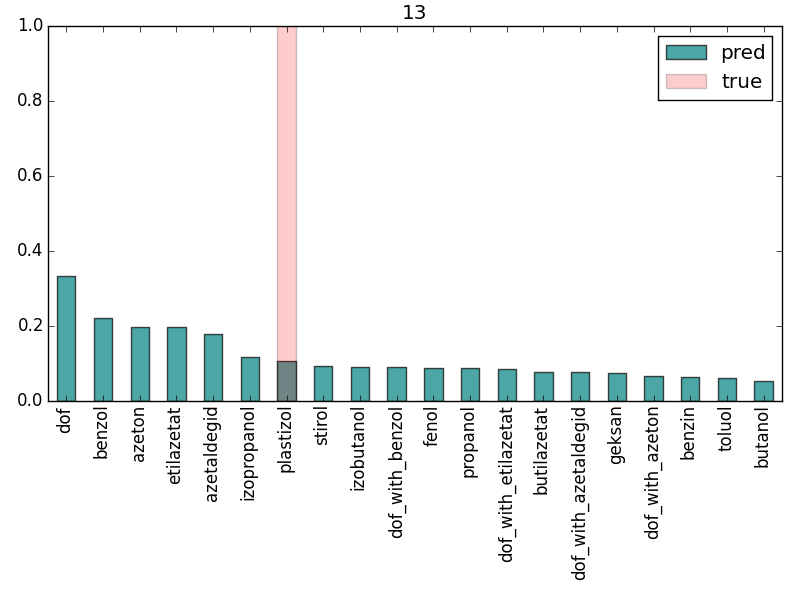 13
1.0
0.8
0.6
0.4
0.2
0.0
pred
true
dof
benzol
azeton
etilazetat
azetaldegid
izopropanol
plastizol
stirol
izobutanol
dof_with_benzol
fenol
propanol
dof_with_etilazetat
butilazetat
dof_with_azetaldegid
geksan
dof_with_azeton
benzin
toluol
butanol